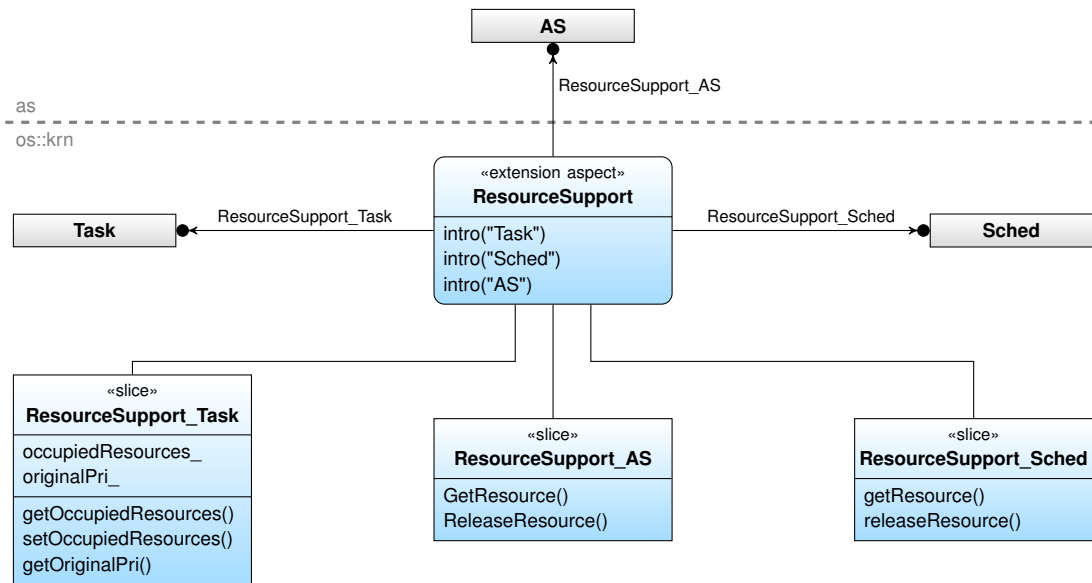 AS
ResourceSupport_AS
as
os::krn
«extension aspect»
ResourceSupport
intro("Task")
intro("Sched")
intro("AS")
Task
ResourceSupport_Task
ResourceSupport_Sched
Sched
«slice»
ResourceSupport_Task
occupiedResources_
originalPri_
getOccupiedResources()
setOccupiedResources()
getOriginalPri()
«slice»
ResourceSupport_AS
GetResource()
ReleaseResource()
«slice»
ResourceSupport_Sched
getResource()
releaseResource()